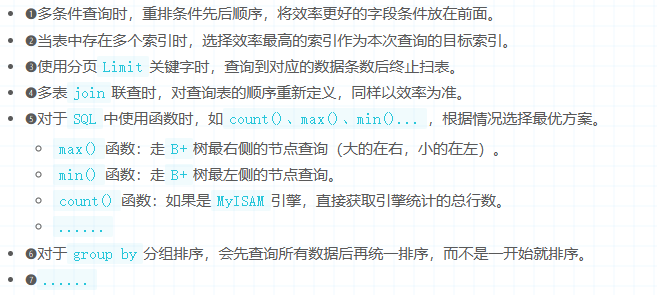 ❶多条件查询时，重排条件先后顺序，将效率更好的字段条件放在前面。
❷当表中存在多个索引时，选择效率最高的索引作为本次查询的目标索引。
❸使用分页 Limit 关键字时，查询到对应的数据条数后终止扫表。
❹多表 join 联查时，对查询表的顺序重新定义，同样以效率为准。
❺对于 SQL 中使用函数时，如 count()、max()、min()... ，根据情况选择最优方案。
max() 函数：走 B+ 树最右侧的节点查询（大的在右，小的在左）。
min() 函数：走 B+ 树最左侧的节点查询。
count() 函数：如果是 MyISAM 引擎，直接获取引擎统计的总行数。
......
❻对于 group by 分组排序，会先查询所有数据后再统一排序，而不是一开始就排序。
❼ ......